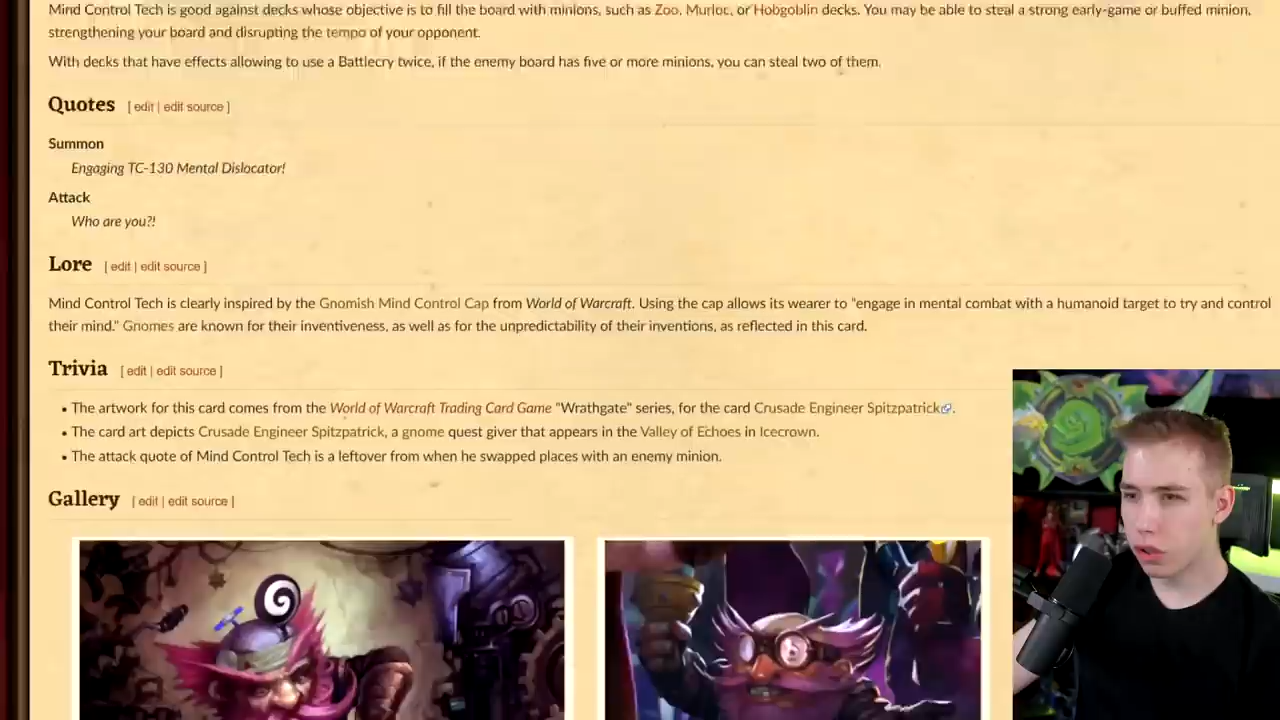 Mind Control Tech is good against decks whose objective is to fill the board with minions, such as Zoo, Murloc, or Hobgoblin decks. You may be able to steal a strong early-game or buffed minion,
strengthening your board and disrupting the tempo of your opponent.
With decks that have effects allowing to use a Battlecry twice, if the enemy board has five or more minions, you can steal two of them.
Quotes [ edit | edit source ]
Summon
Engaging TC-130 Mental Dislocator!
Attack
Who are you?!
Lore [ edit | edit source ]
Mind Control Tech is clearly inspired by the Gnomish Mind Control Cap from World of Warcraft. Using the cap allows its wearer to "engage in mental combat with a humanoid target to try and control
their mind." Gnomes are known for their inventiveness, as well as for the unpredictability of their inventions, as reflected in this card.
Trivia [ edit | edit source ]
• The artwork for this card comes from the World of Warcraft Trading Card Game "Wrathgate" series, for the card Crusade Engineer Spitzpatrick.
• The card art depicts Crusade Engineer Spitzpatrick, a gnome quest giver that appears in the Valley of Echoes in Icecrown.
• The attack quote of Mind Control Tech is a leftover from when he swapped places with an enemy minion.
Gallery [ edit | edit source ]